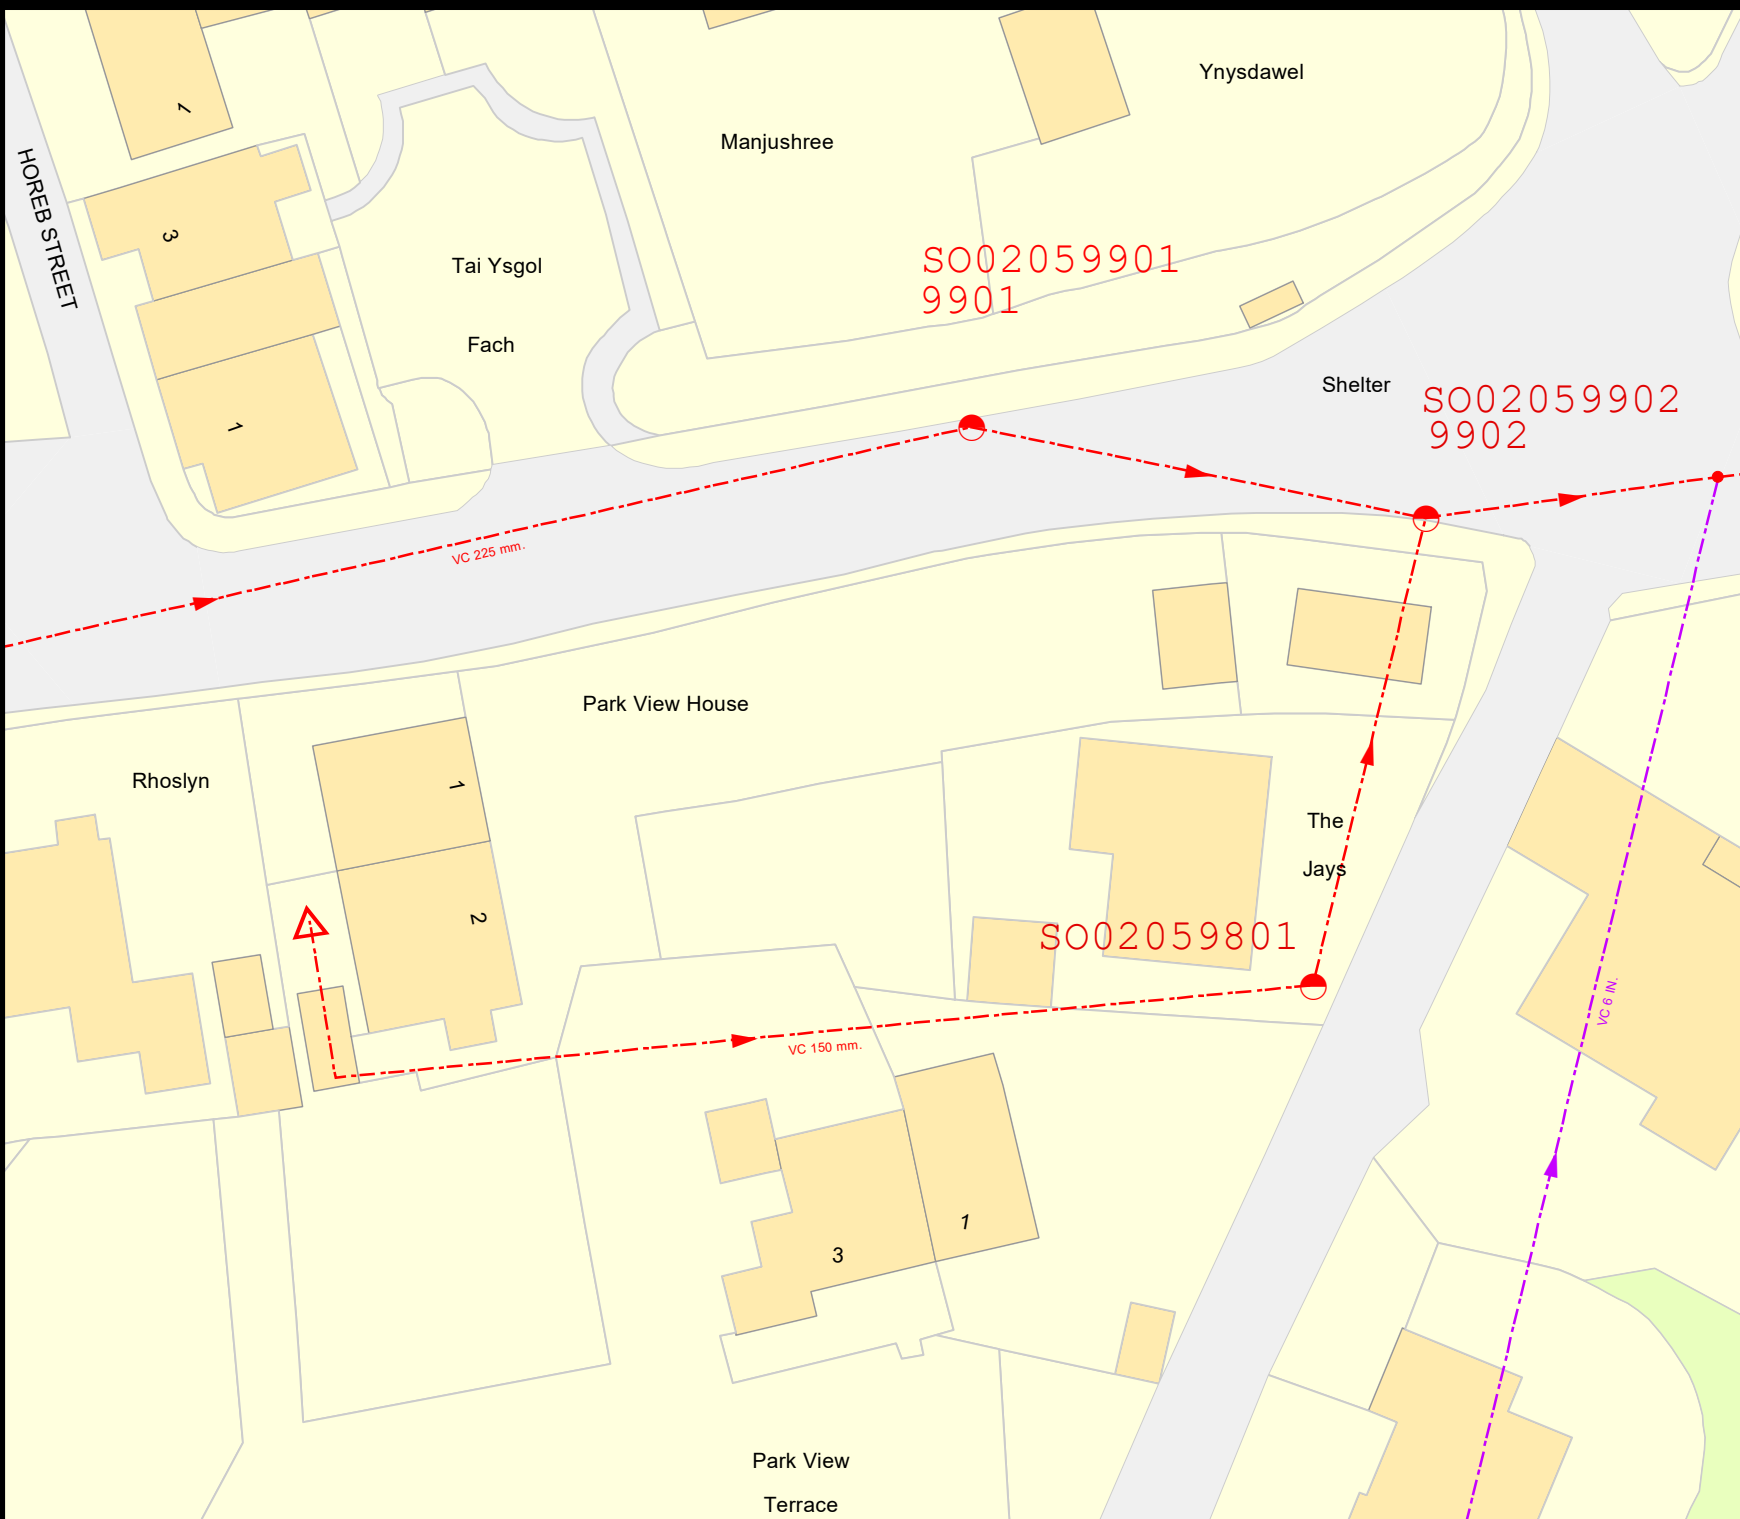 Ynysdawel
1
Manjushree
HOREB STREET
3
Tai Ysgol
Fach
SO02059901
9901
Shelter
SO02059902
9902
1
VC 225 mm.
Park View House
Rhoslyn
1
The
Jays
2
SO02059801
VC 6 IN.
VC 150 mm.
1
3
Park View
Terrace